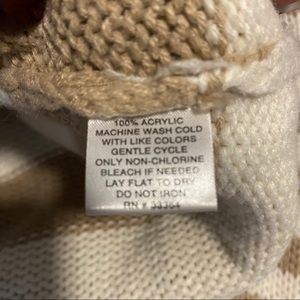 100% ACRYLIC
MACHINE WASH COLD
WITH LIKE COLORS
GENTLE CYCLE
ONLY NON-CHLORINE
BLEACH IF NEEDED
LAY FLAT TO DRY
DO NOT IRON
RN # 33364